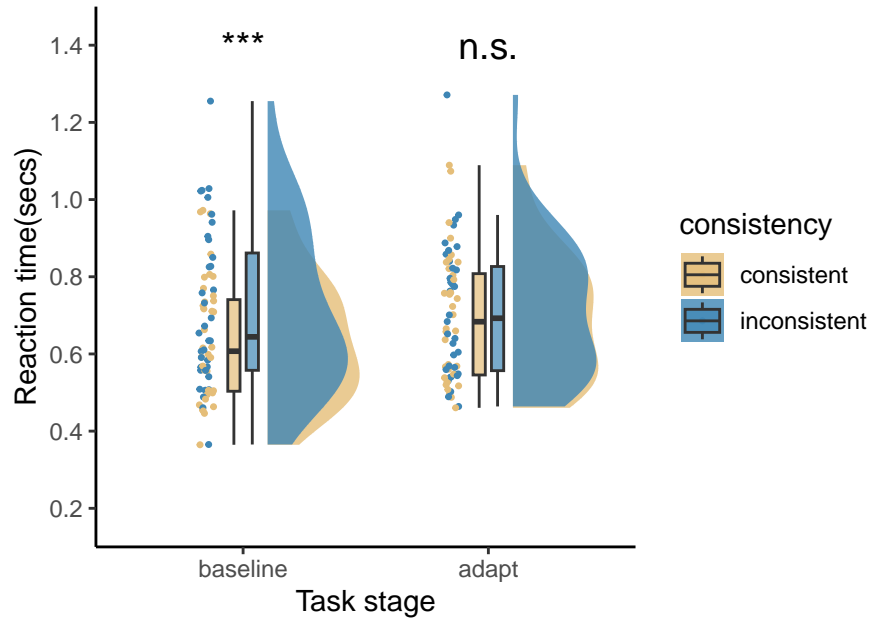 ***
n.s.
1.4
1.2
1.0
0.8
0.6
0.4
0.2
Reaction time(secs)
baseline
adapt
Task stage
consistency
consistent
inconsistent